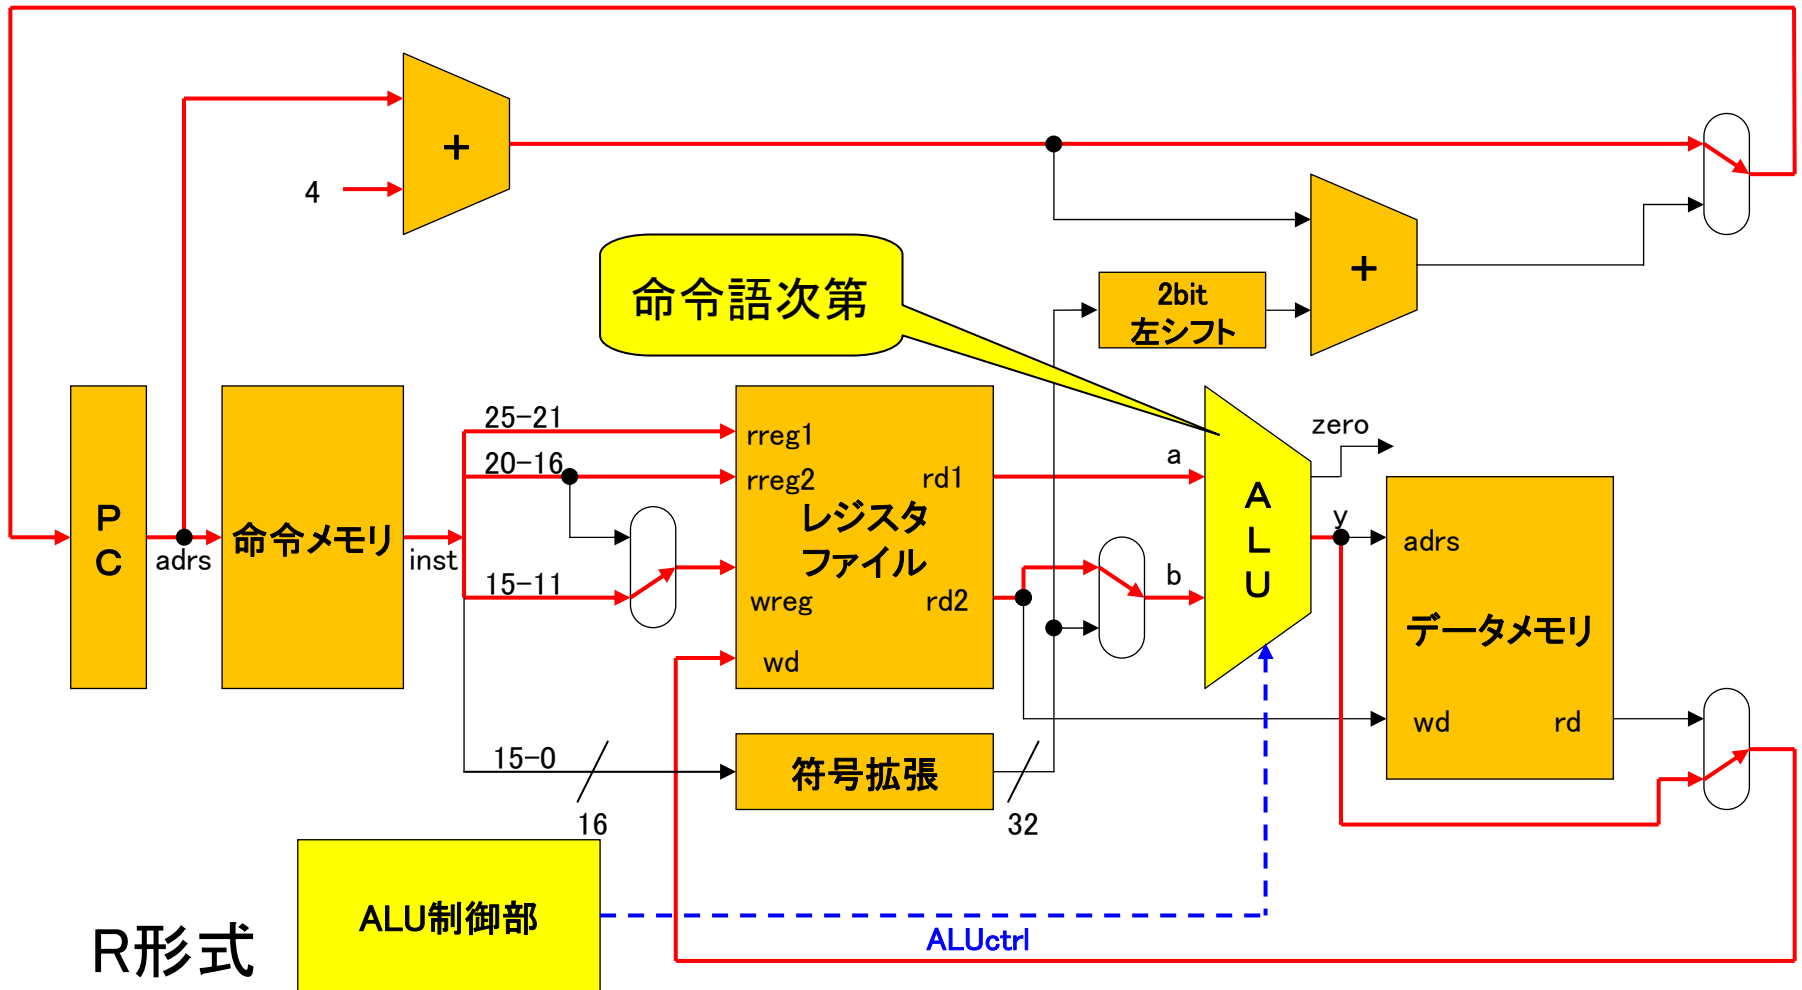 +
4
+
命令語次第
2bit
左シフト
25-21
rreg1
zero
20-16
rreg2
rd1
a
P
C
adrs
命令メモリ
inst
レジスタ
ファイル
A
L
U
y
adrs
15-11
wreg
rd2
b
データメモリ
wd
wd
rd
15-0
符号拡張
16
32
ALU制御部
ALUctrl
R形式